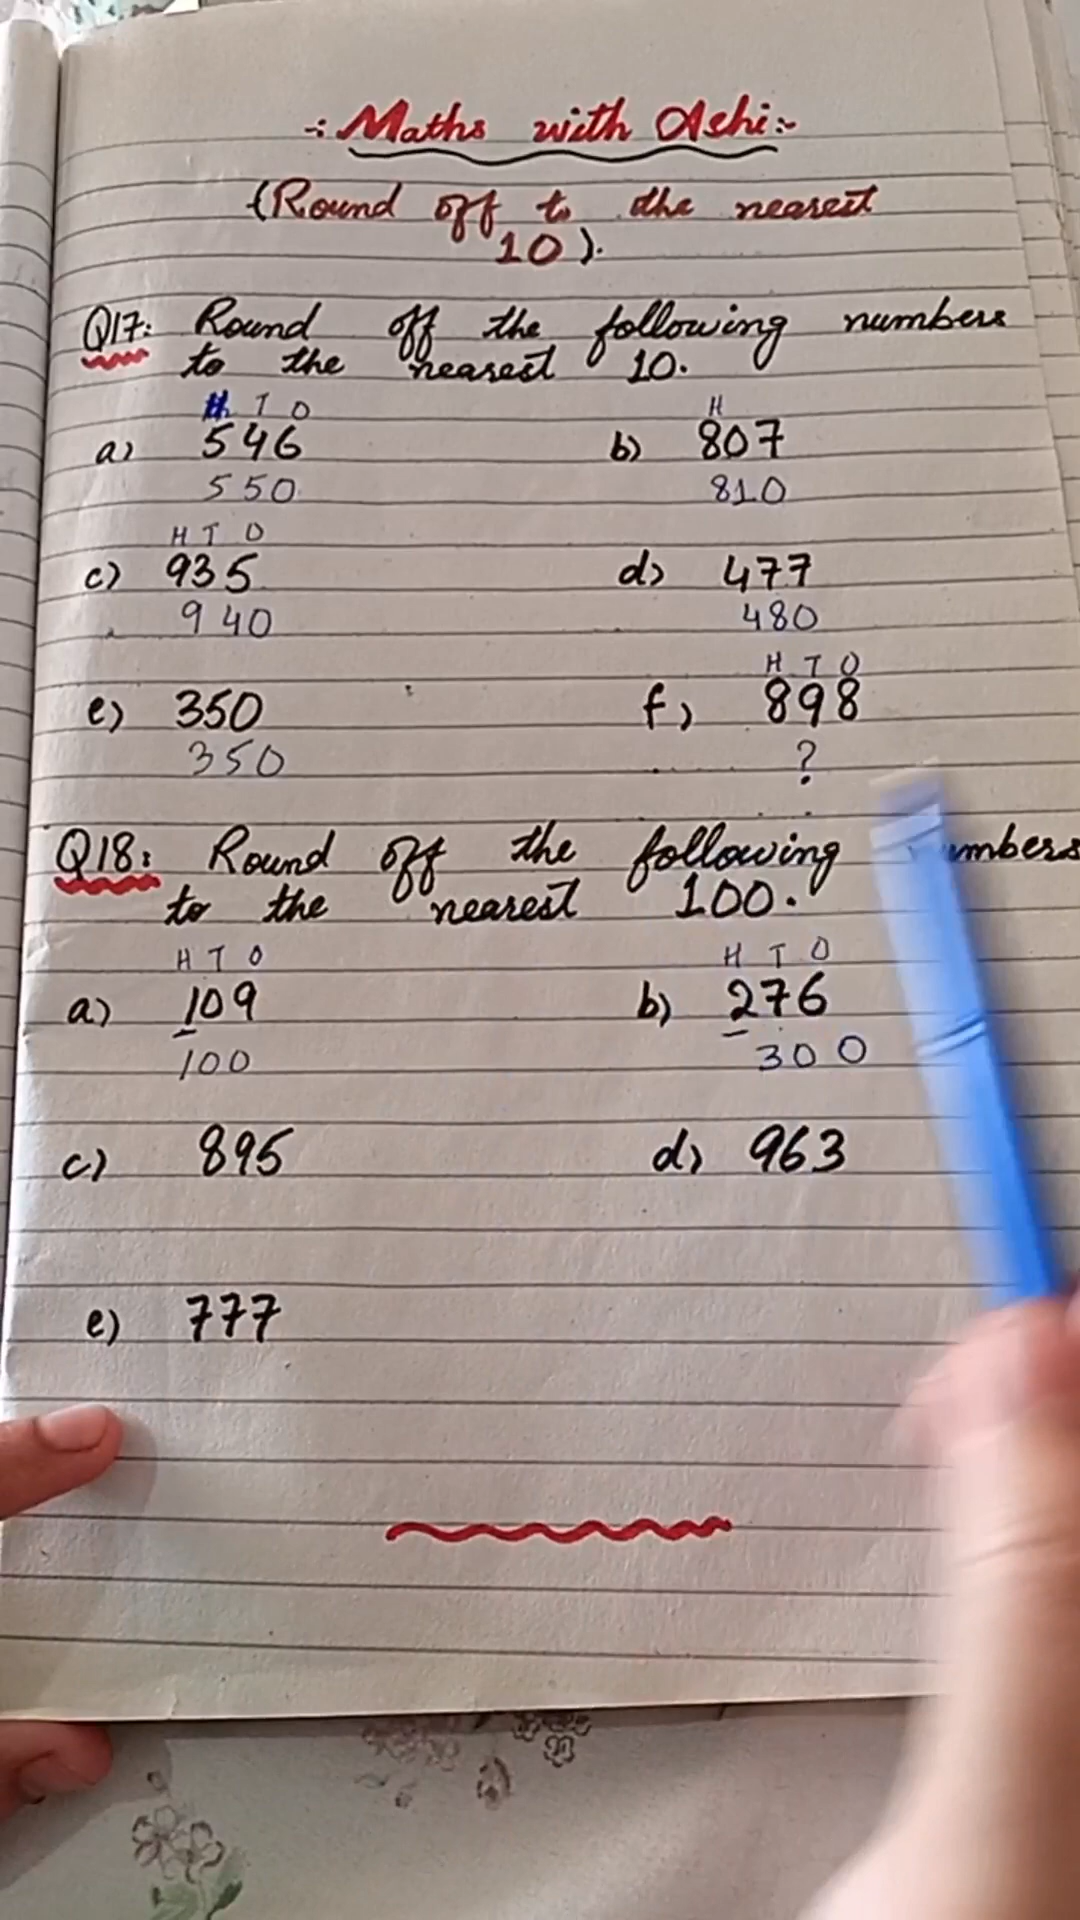 -: Maths with Ashi:-
(Round off to the nearest
10).
Q17: Round off the following numbers
to the nearest 10.
H T O
a) 546
550
H
b) 807
810
H T O
c) 935
940
d) 477
480
e) 350
350
H T O
f) 898
?
Q18: Round off the following umbers
to the nearest 100.
H T O
a) 109
100
H T O
b) 276
300
c) 895
d) 963
e) 777